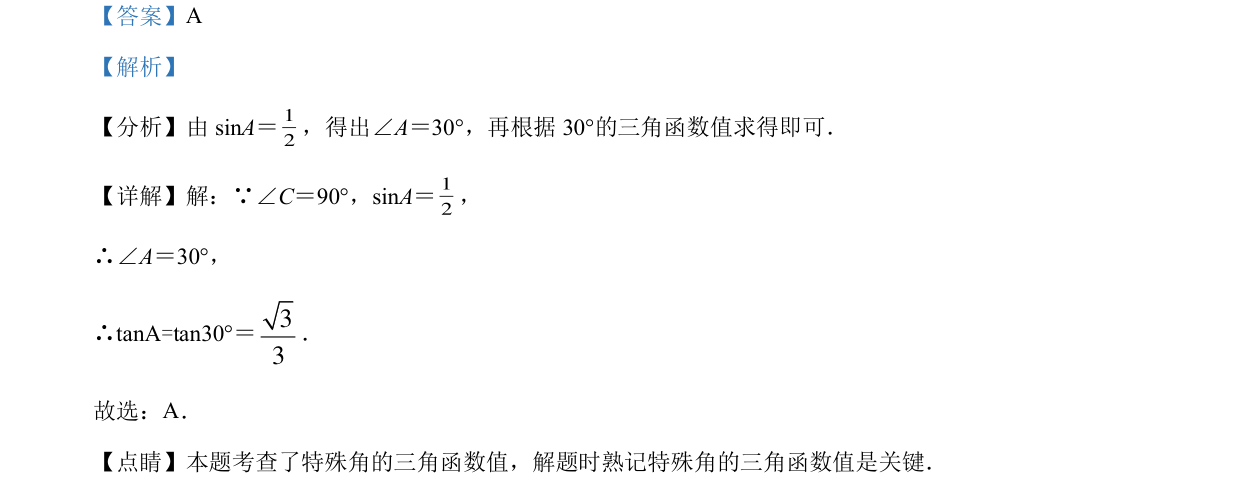 【答案】A
【解析】
【分析】由 sinA＝1/2，得出∠A＝30°，再根据 30°的三角函数值求得即可．
【详解】解：∵∠C＝90°，sinA＝1/2，
∴∠A＝30°，
∴tanA=tan30°＝√3/3．
故选：A．
【点睛】本题考查了特殊角的三角函数值，解题时熟记特殊角的三角函数值是关键．